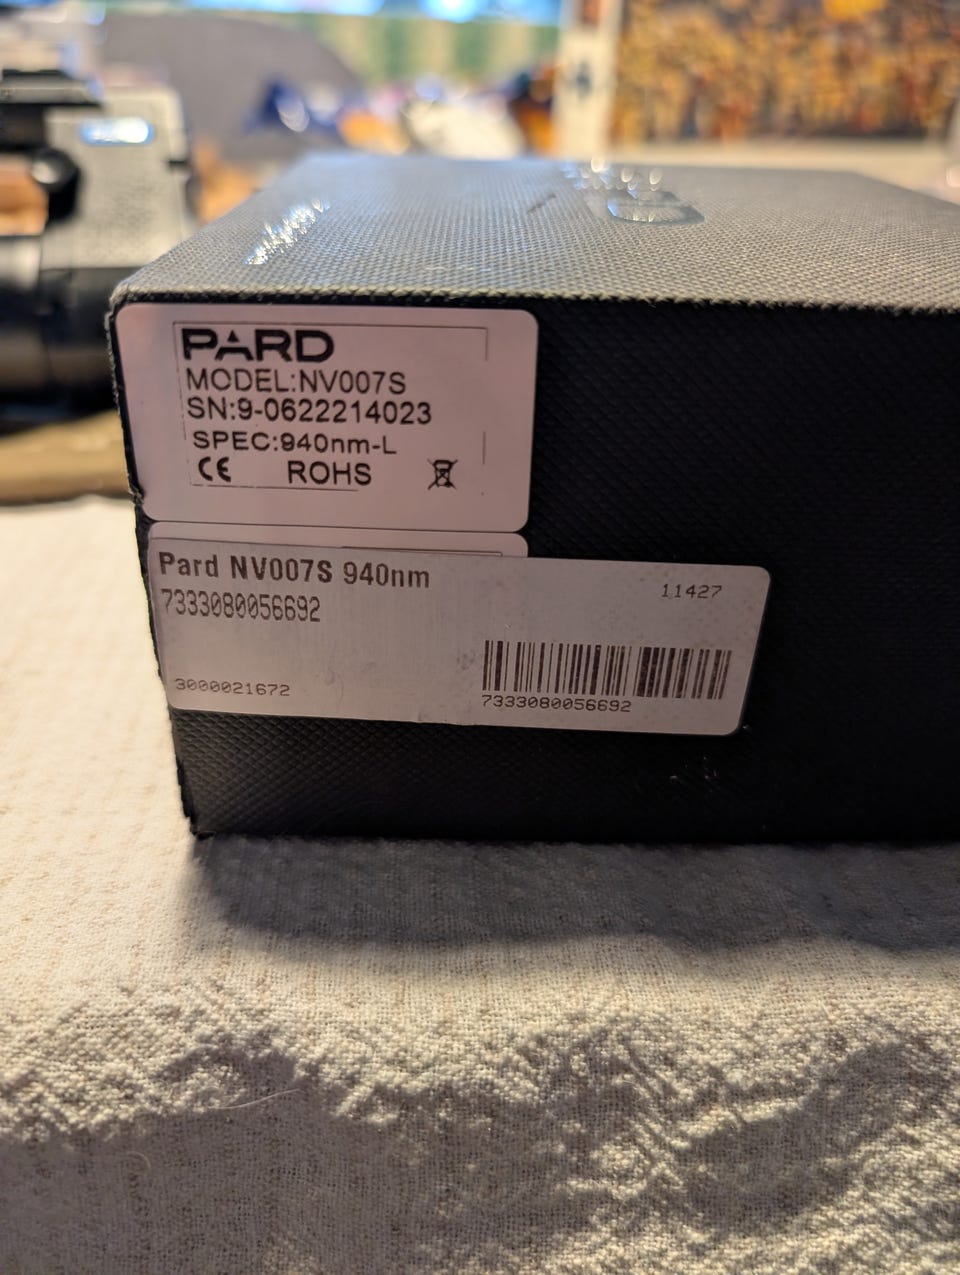 PARD
MODEL:NV007S
SN:9-0622214023
SPEC:940nm-L
CE ROHS
Pard NV007S 940nm
11427
7333080056692
3000021672
7333080056692